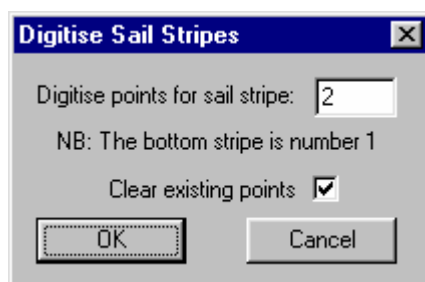 Digitise Sail Stripes
Digitise points for sail stripe: 2
NB: The bottom stripe is number 1
Clear existing points
OK Cancel